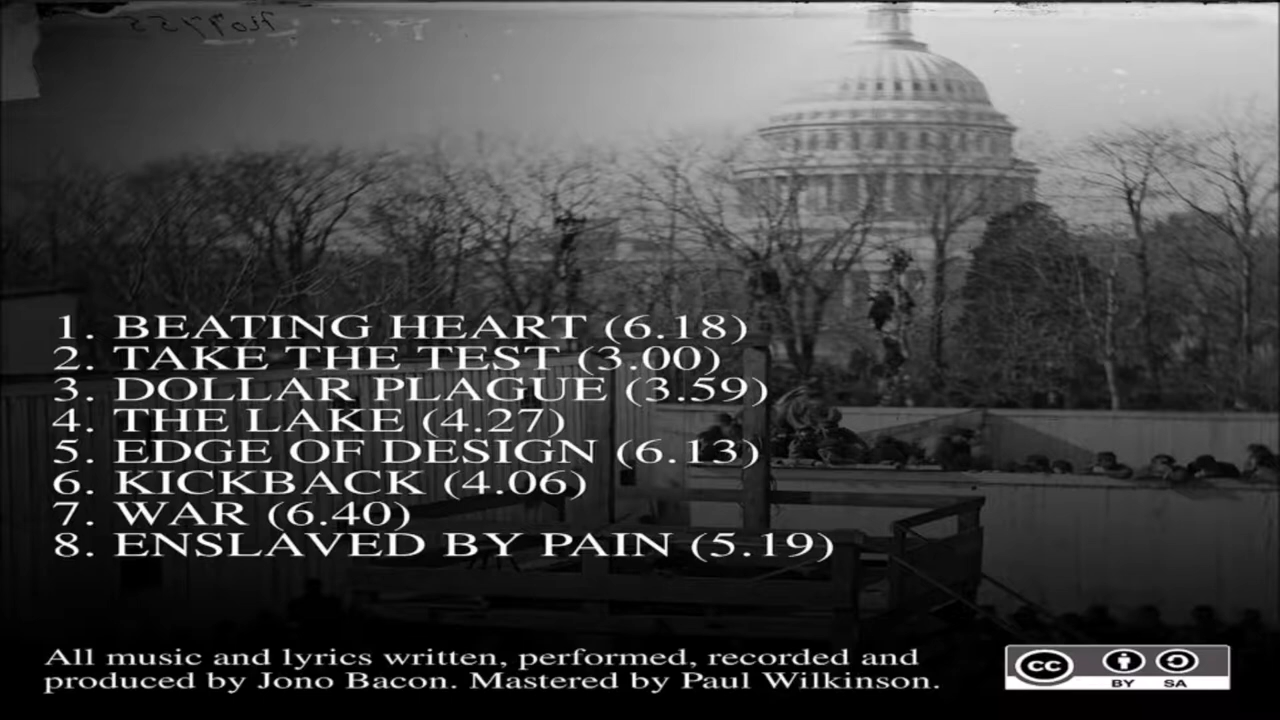 1. BEATING HEART (6.18)
2. TAKE THE TEST (3.00)
3. DOLLAR PLAGUE (3.59)
4. THE LAKE (4.27)
5. EDGE OF DESIGN (6.13)
6. KICKBACK (4.06)
7. WAR (6.40)
8. ENSLAVED BY PAIN (5.19)
All music and lyrics written, performed, recorded and
produced by Jono Bacon. Mastered by Paul Wilkinson.
CC BY SA